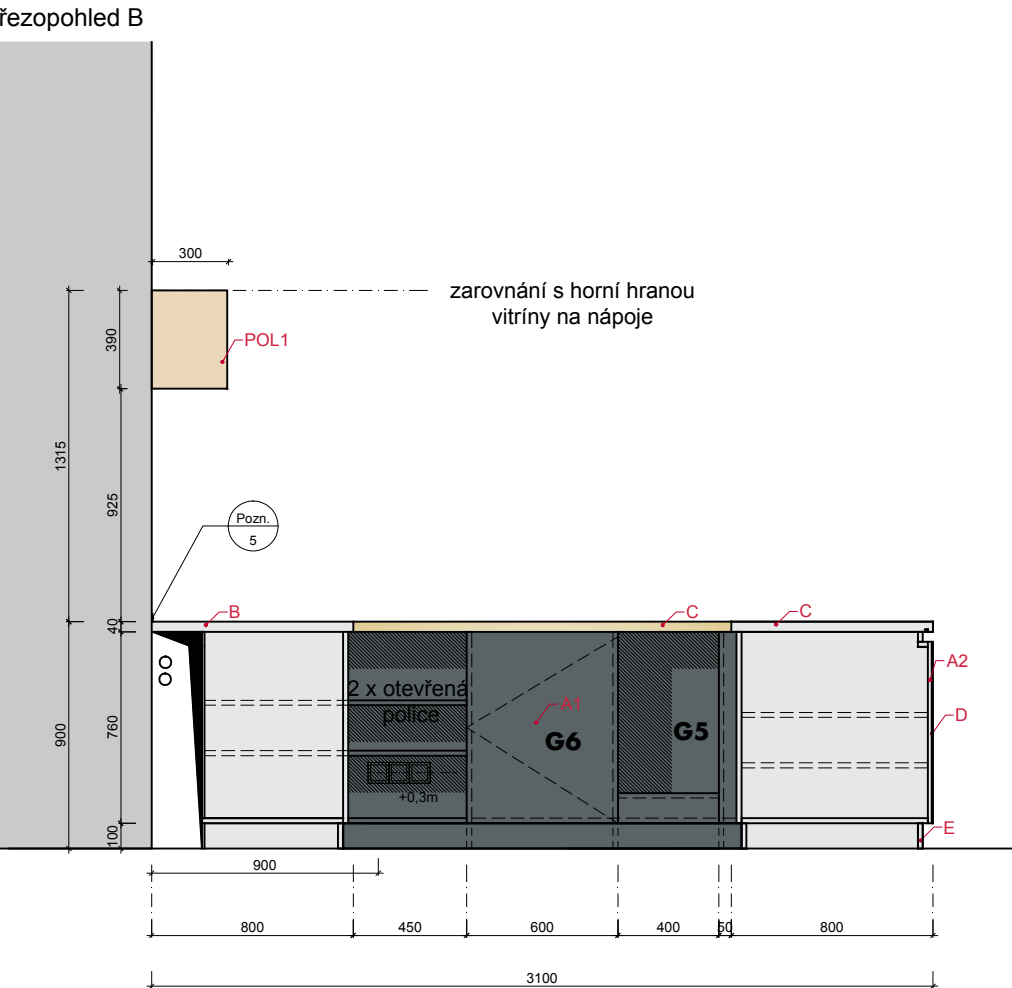 řezopohled B
300
zarovnání s horní hranou
vitríny na nápoje
390
POL1
1315
925
Pozn.
5
B
C
C
40
A2
2 x otevřená
police
A1
D
G6
G5
900
760
+0,3m
100
E
900
800
450
600
400
50
800
3100